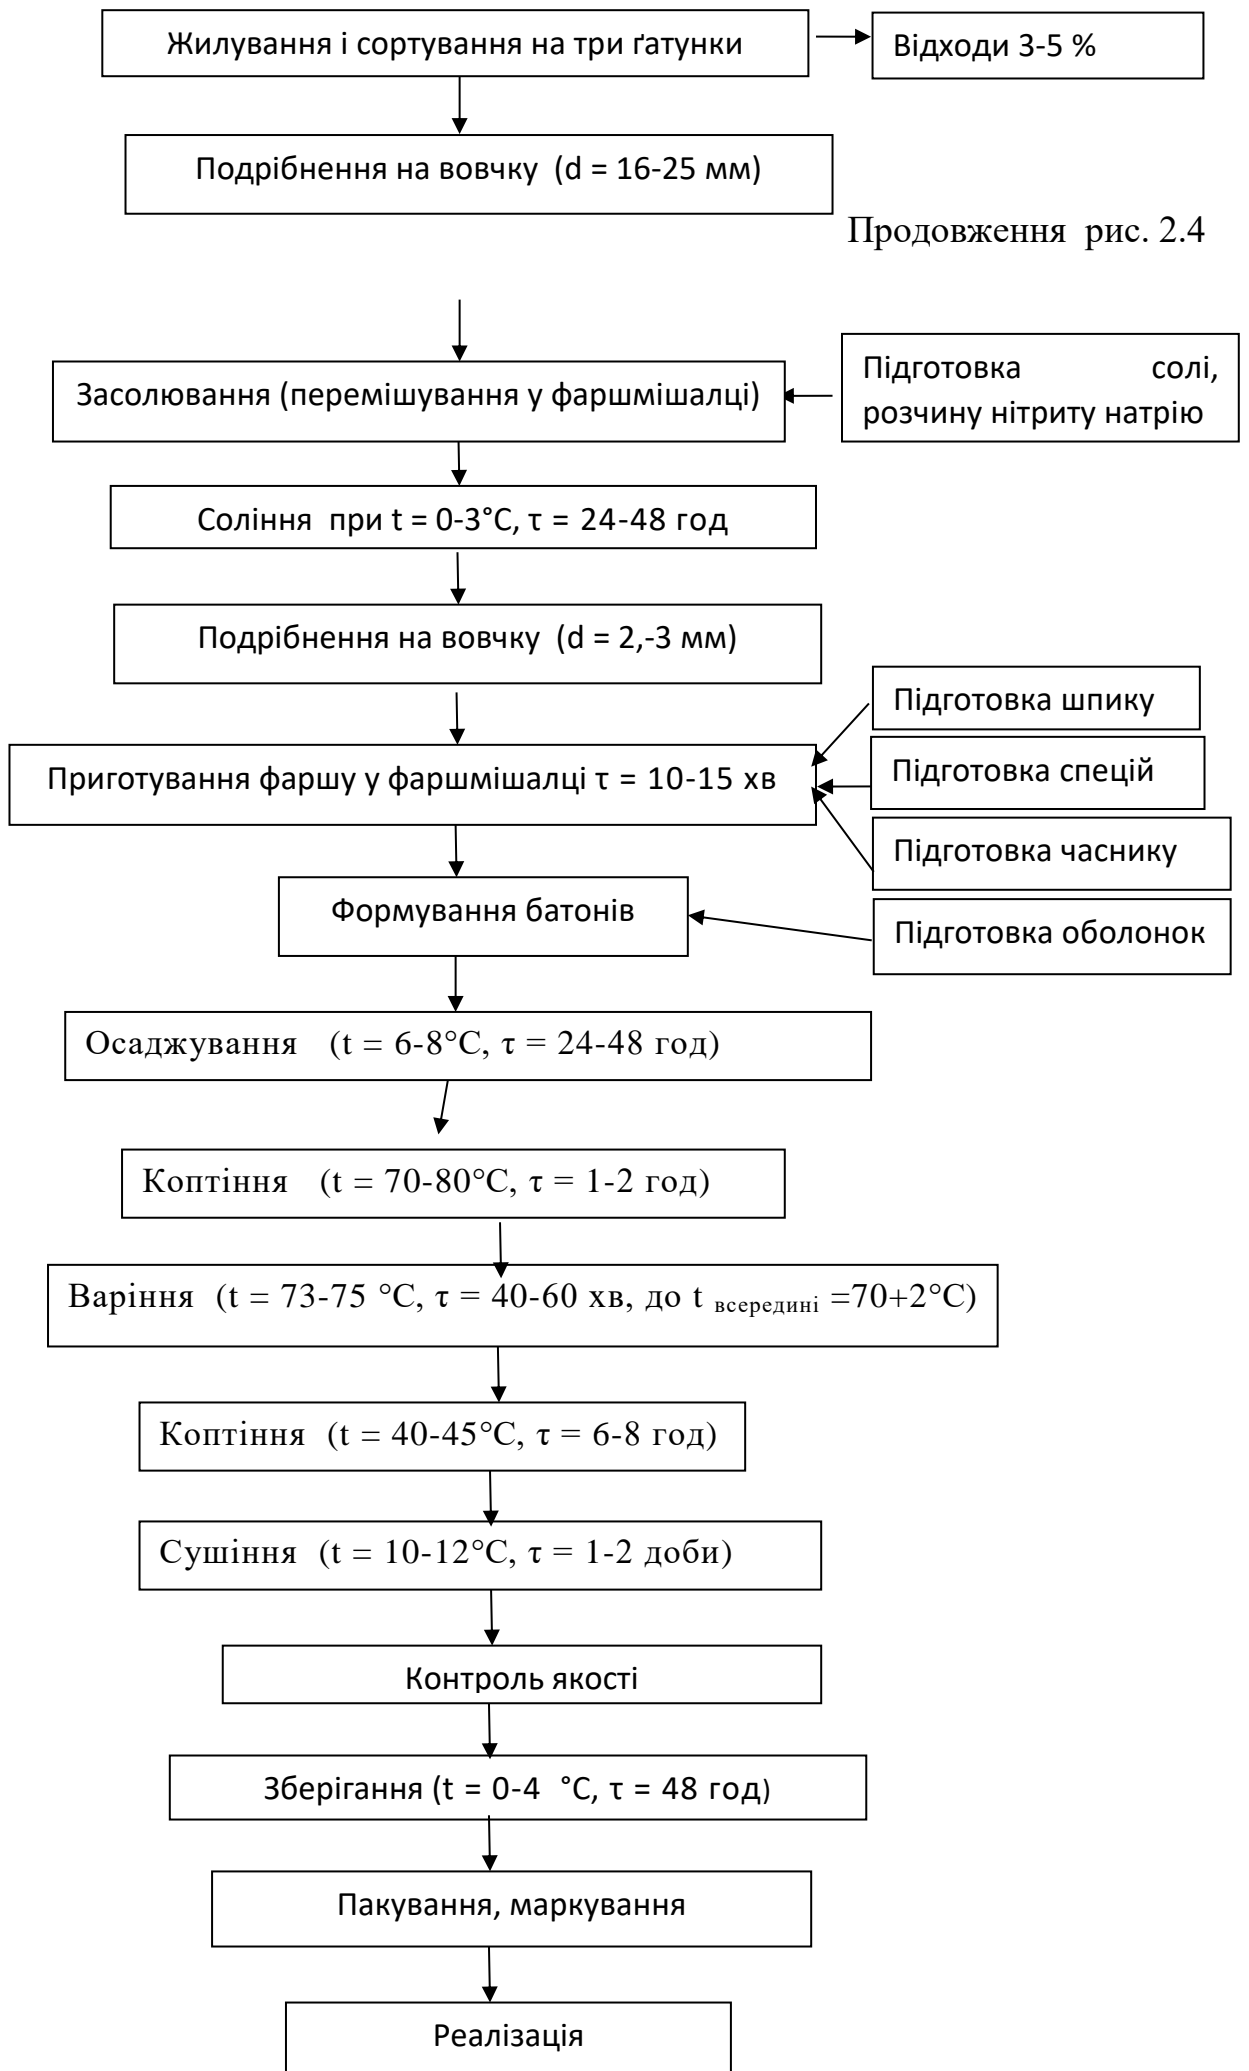 Жилування і сортування на три ґатунки
Відходи 3-5 %
Подрібнення на вовчку (d = 16-25 мм)
Продовження рис. 2.4
Засолювання (перемішування у фаршмішалці)
Підготовка солі,
розчину нітриту натрію
Соління при t = 0-3°С, τ = 24-48 год
Подрібнення на вовчку (d = 2,-3 мм)
Підготовка шпику
Приготування фаршу у фаршмішалці τ = 10-15 хв
Підготовка спецій
Підготовка часнику
Формування батонів
Підготовка оболонок
Осаджування (t = 6-8°С, τ = 24-48 год)
Коптіння (t = 70-80°С, τ = 1-2 год)
Варіння (t = 73-75 °С, τ = 40-60 хв, до t всередині =70+2°С)
Коптіння (t = 40-45°С, τ = 6-8 год)
Сушіння (t = 10-12°С, τ = 1-2 доби)
Контроль якості
Зберігання (t = 0-4 °С, τ = 48 год)
Пакування, маркування
Реалізація